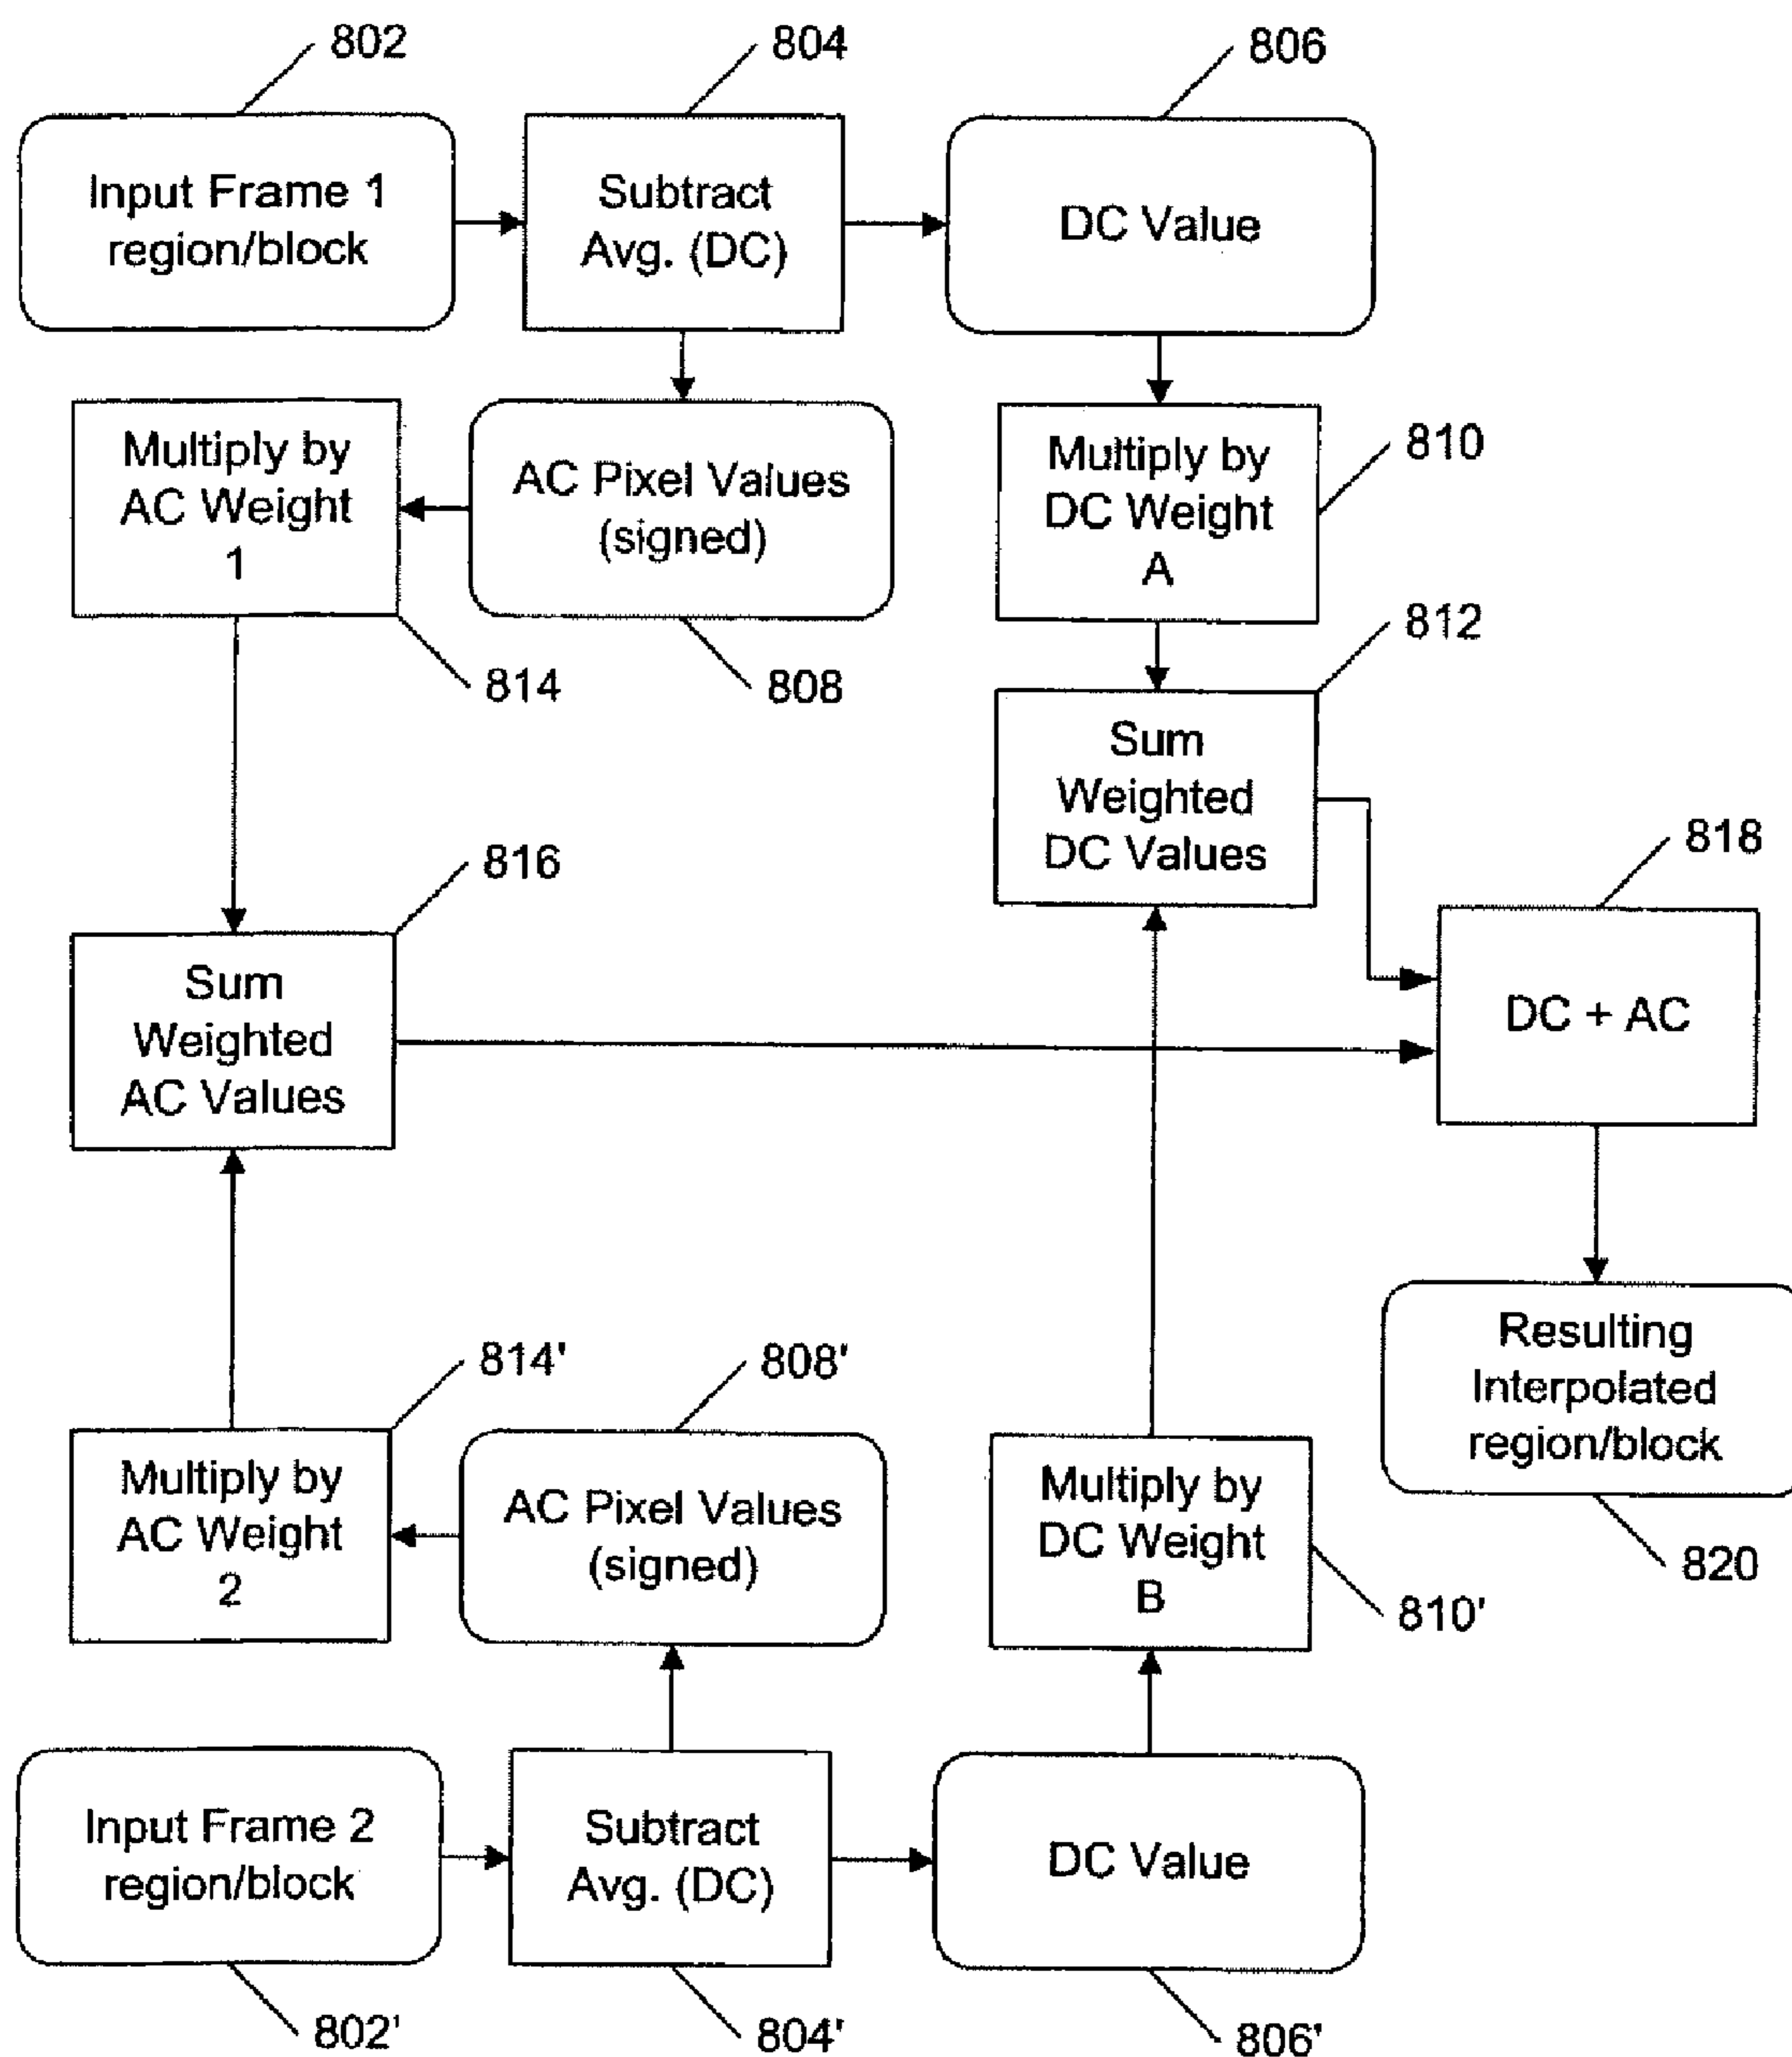 802
804
806
Input Frame 1
region/block
Subtract
Avg. (DC)
DC Value
Multiply by
AC Weight
1
AC Pixel Values
(signed)
Multiply by
DC Weight
A
810
814
808
812
Sum
Weighted
DC Values
816
818
Sum
Weighted
AC Values
DC + AC
814'
808'
Resulting
Interpolated
region/block
Multiply by
AC Weight
2
AC Pixel Values
(signed)
Multiply by
DC Weight
B
820
810'
Input Frame 2
region/block
Subtract
Avg. (DC)
DC Value
802'
804'
806'